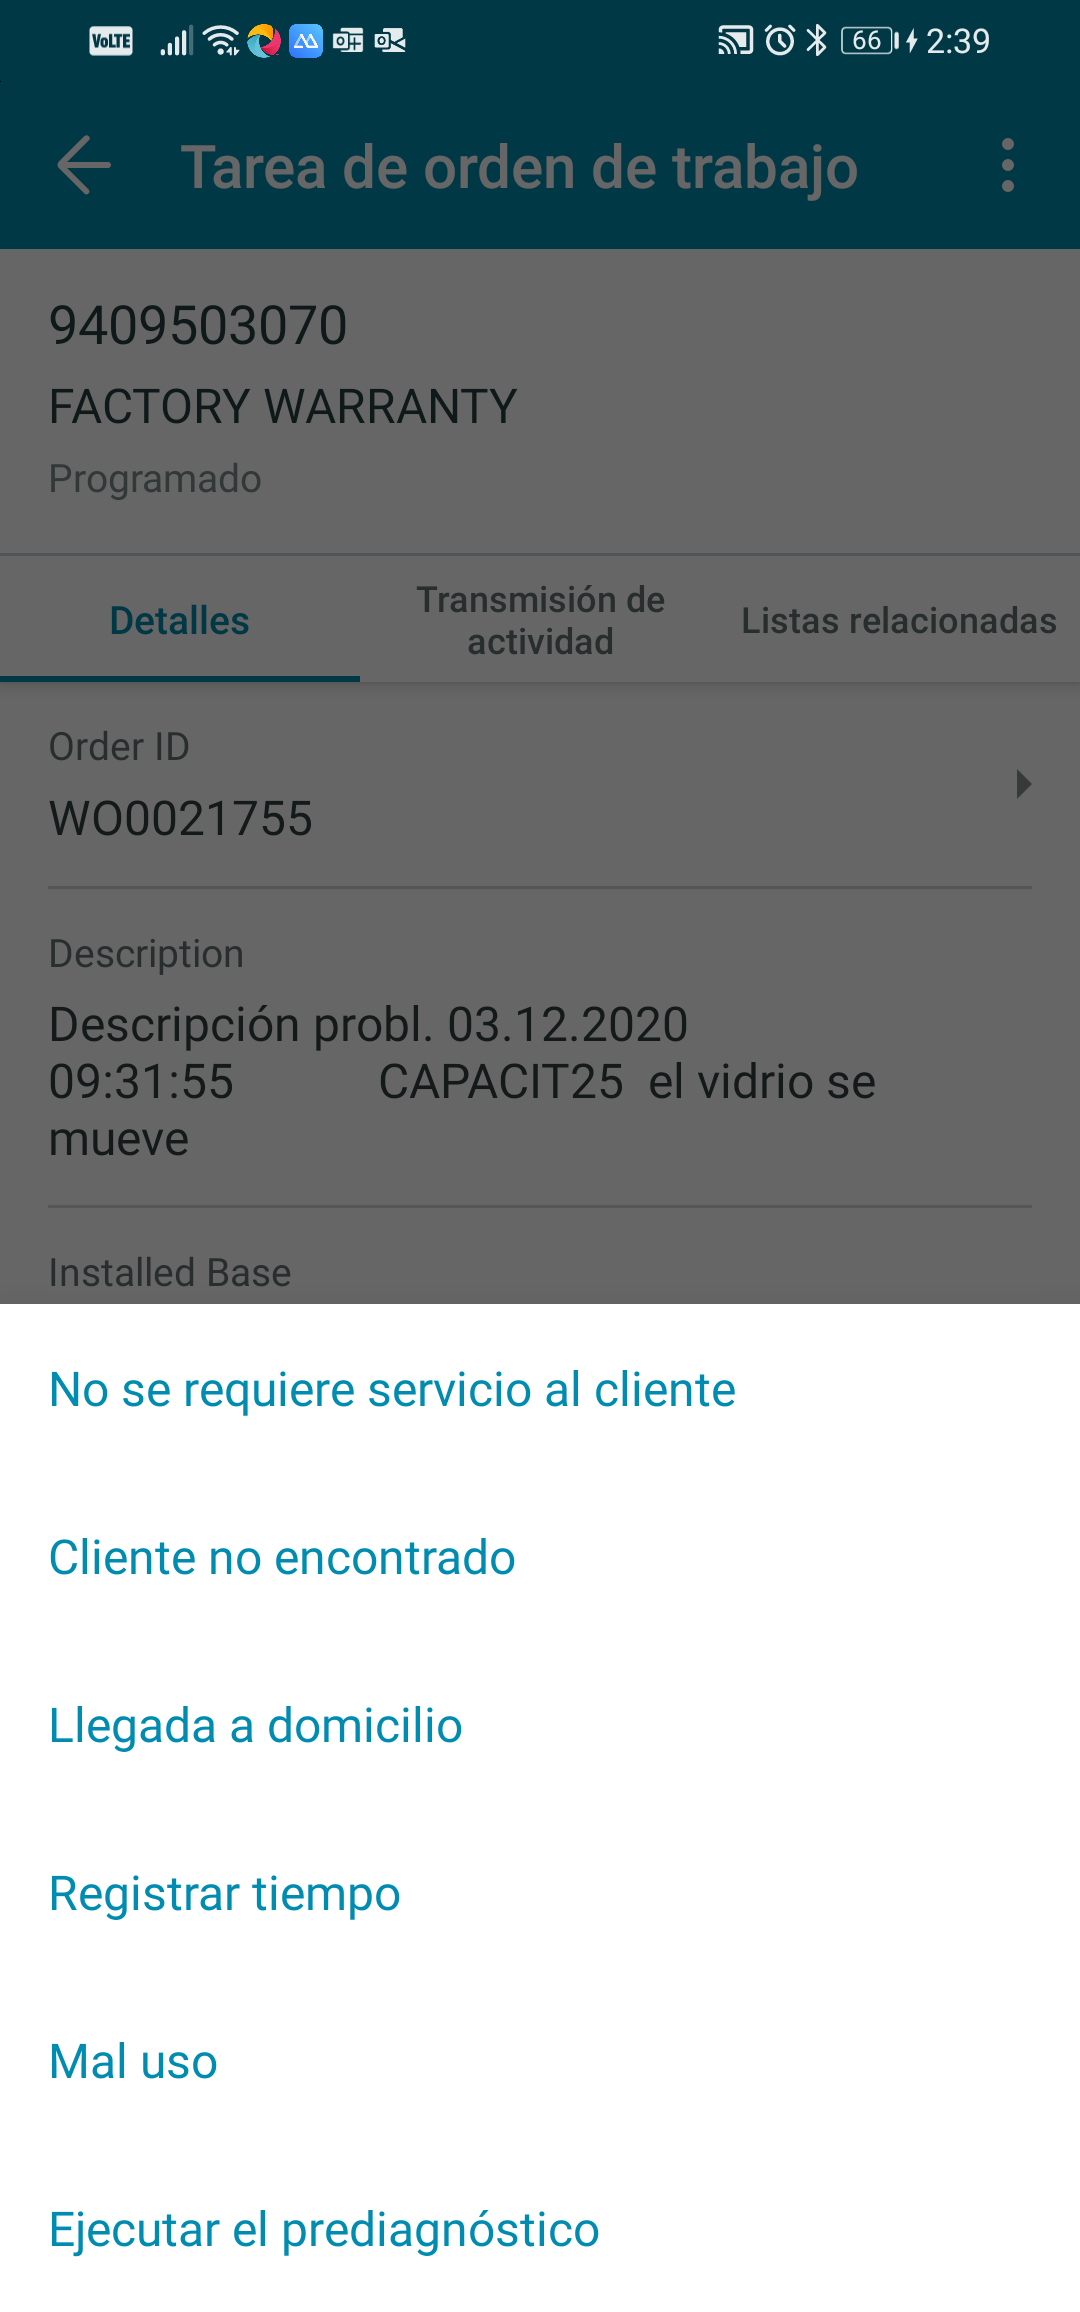 VoLTE 66 2:39
Tarea de orden de trabajo
9409503070
FACTORY WARRANTY
Programado
Detalles
Transmisión de
actividad
Listas relacionadas
Order ID
WO0021755
Description
Descripción probl. 03.12.2020
09:31:55 CAPACIT25 el vidrio se
mueve
Installed Base
No se requiere servicio al cliente
Cliente no encontrado
Llegada a domicilio
Registrar tiempo
Mal uso
Ejecutar el prediagnóstico